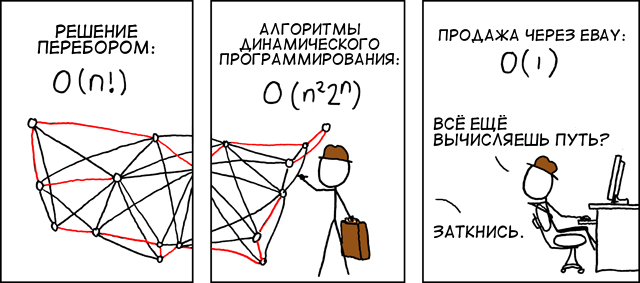 РЕШЕНИЕ
ПЕРЕБОРОМ:
O(n!)
АЛГОРИТМЫ
ДИНАМИЧЕСКОГО
ПРОГРАММИРОВАНИЯ:
O(n²2ⁿ)
ПРОДАЖА ЧЕРЕЗ EBAY:
O(1)
ВСЁ ЕЩЁ
ВЫЧИСЛЯЕШЬ ПУТЬ?
ЗАТКНИСЬ.